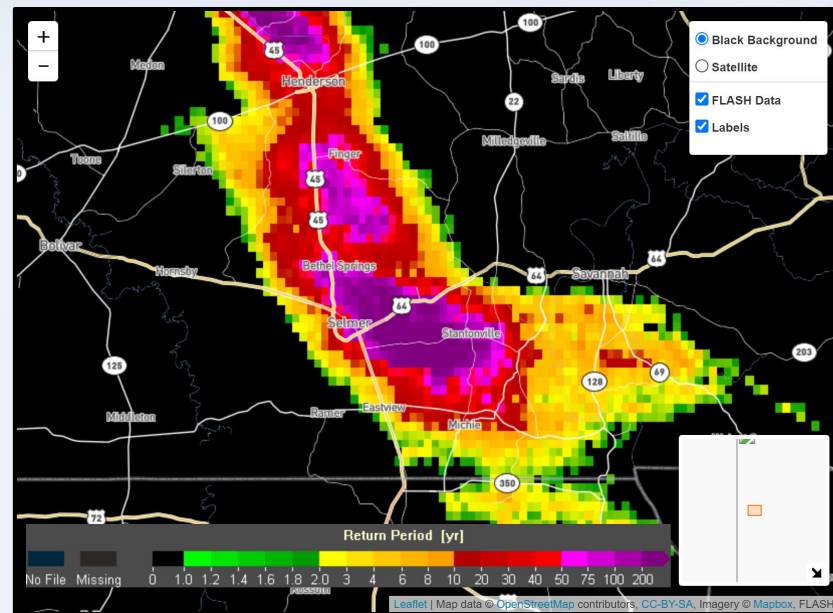 +
−
Black Background
Satellite
FLASH Data
Labels
45
100
Medon
Henderson
Sardis
Liberty
22
100
Milledgeville
Saltillo
Toone
Silerton
Finger
45
45
Bolivar
Hornsby
Bethel Springs
64
64
Savannah
64
Selmer
Stantonville
125
203
69
128
Middleton
Ramer
Eastview
Michie
350
72
Return Period [yr]
No File Missing 0 1.0 1.2 1.4 1.6 1.8 2.0 3 4 6 8 10 20 30 40 50 75 100 200
Leaflet | Map data © OpenStreetMap contributors, CC-BY-SA, Imagery © Mapbox, FLASH